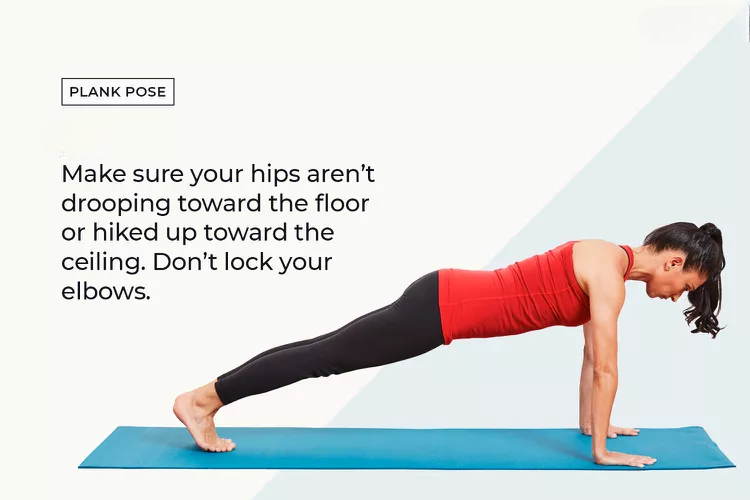 PLANK POSE
Make sure your hips aren’t
drooping toward the floor
or hiked up toward the
ceiling. Don’t lock your
elbows.